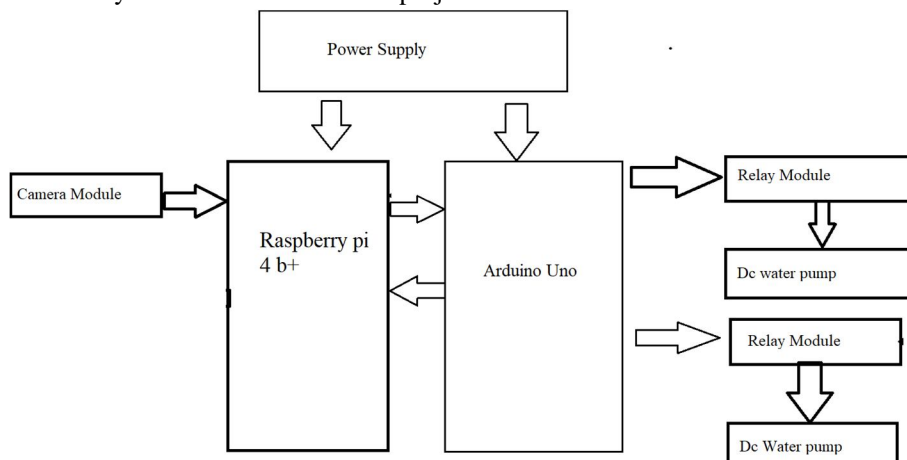 Power Supply
Camera Module
Raspberry pi
4 b+
Arduino Uno
Relay Module
Dc water pump
Relay Module
Dc Water pump